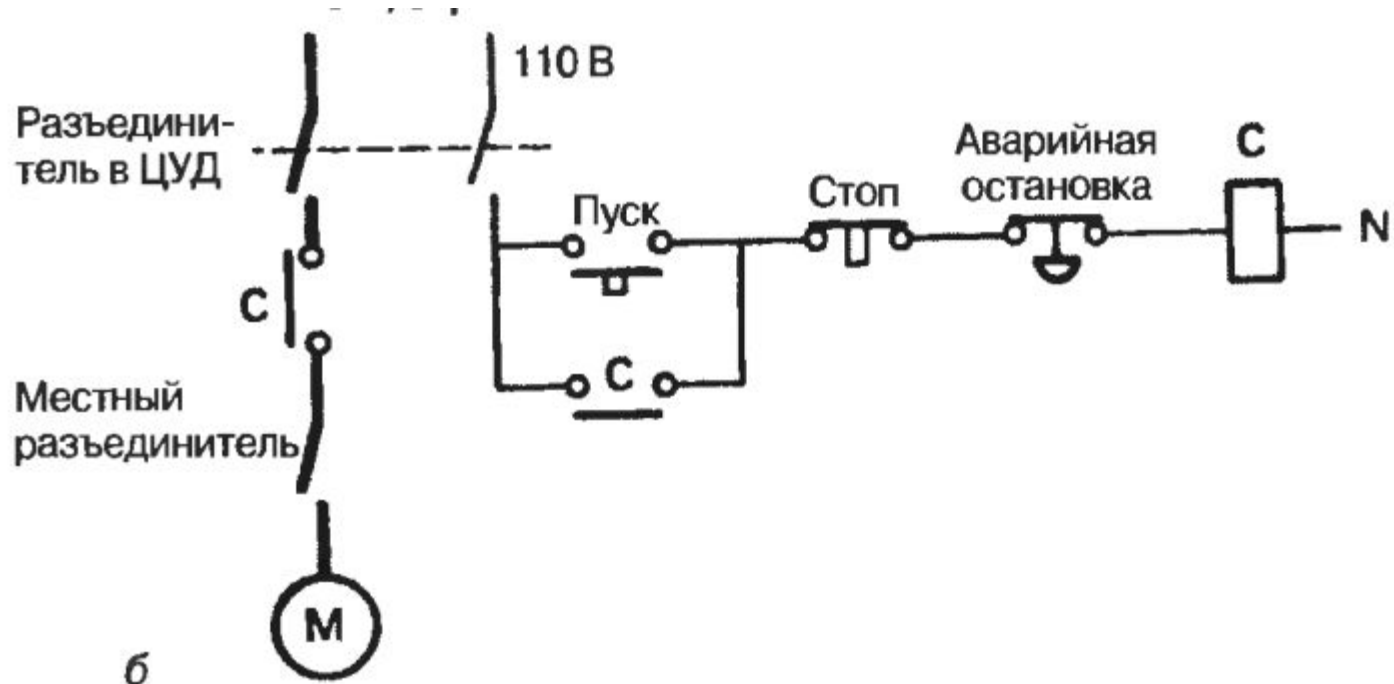 110 В
Разъедини-
тель в ЦУД
Пуск
Стоп
Аварийная
остановка
С
N
С
С
Местный
разъединитель
М
б